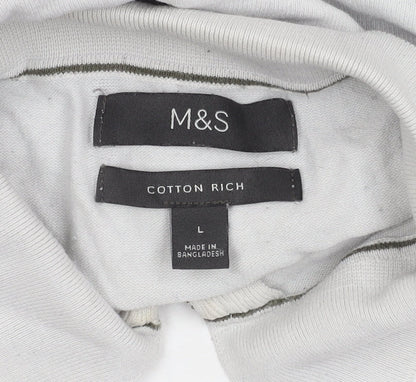 M&S
COTTON RICH
L
MADE IN
BANGLADESH